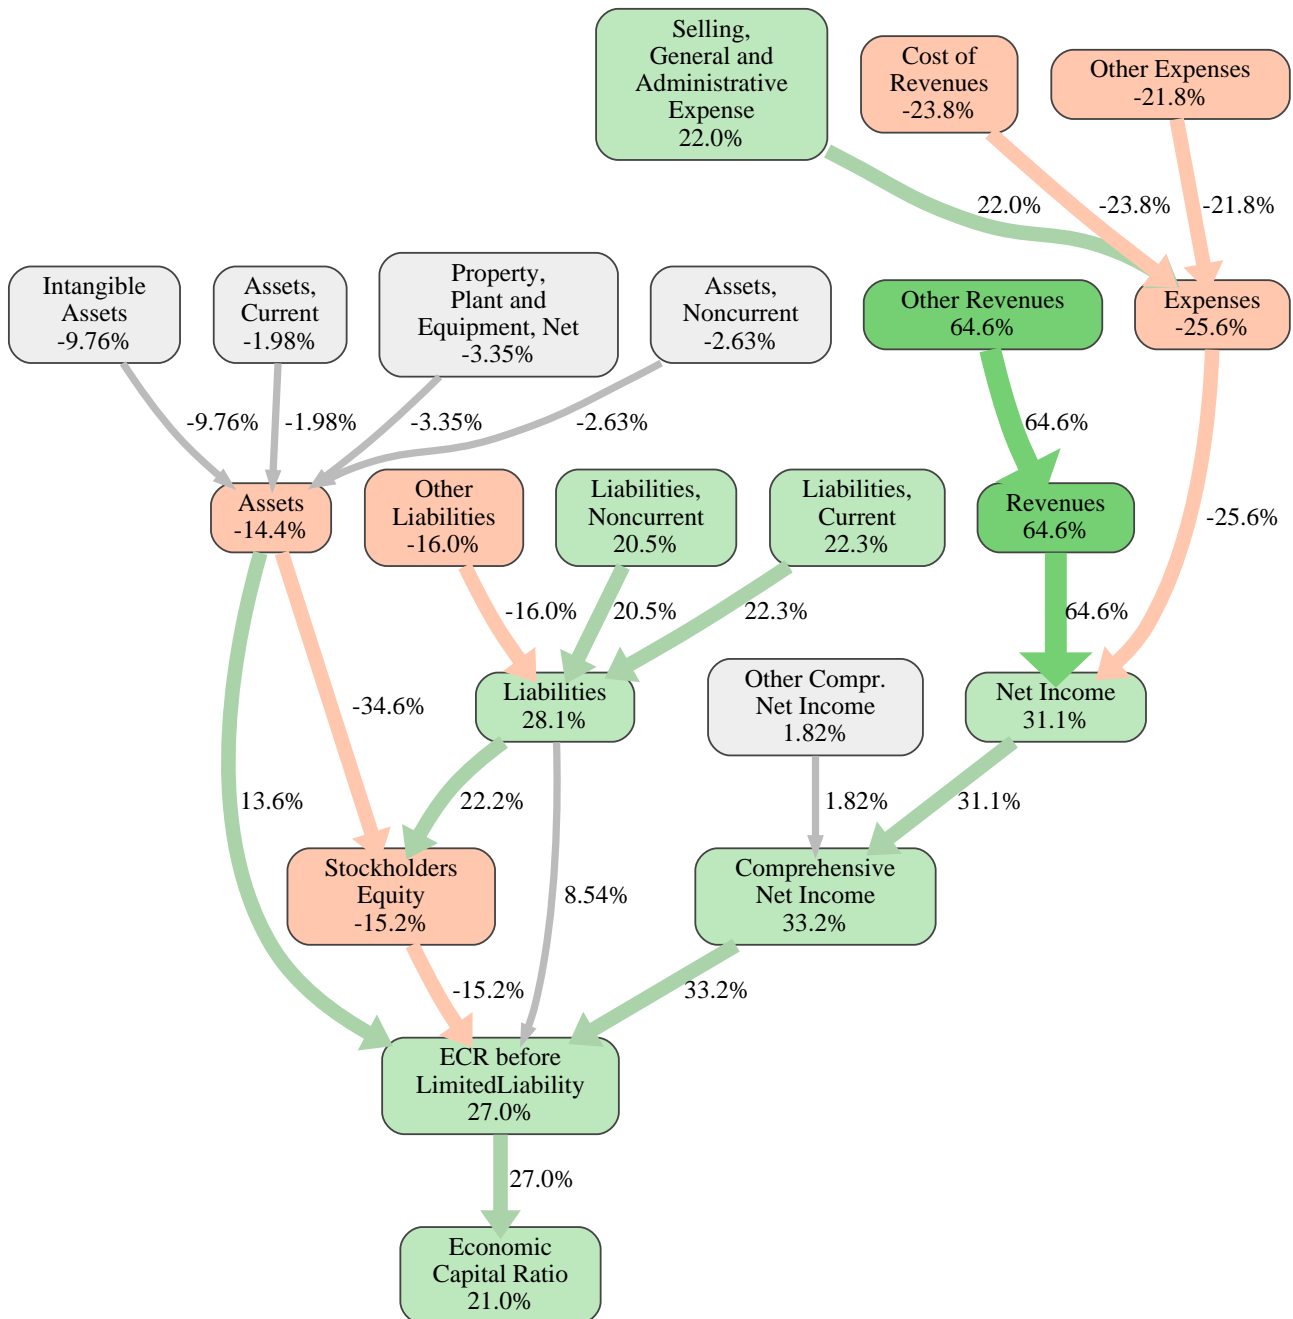 Selling,
General and
Administrative
Expense
22.0%
Cost of
Revenues
-23.8%
Other Expenses
-21.8%
22.0%
-23.8%
-21.8%
Intangible
Assets
-9.76%
Assets,
Current
-1.98%
Property,
Plant and
Equipment, Net
-3.35%
Assets,
Noncurrent
-2.63%
Other Revenues
64.6%
Expenses
-25.6%
-9.76%
-1.98%
-3.35%
-2.63%
64.6%
Assets
-14.4%
Other
Liabilities
-16.0%
Liabilities,
Noncurrent
20.5%
Liabilities,
Current
22.3%
Revenues
64.6%
-25.6%
-16.0%
20.5%
22.3%
64.6%
-34.6%
Liabilities
28.1%
Other Compr.
Net Income
1.82%
Net Income
31.1%
13.6%
22.2%
1.82%
31.1%
Stockholders
Equity
-15.2%
8.54%
Comprehensive
Net Income
33.2%
-15.2%
33.2%
ECR before
LimitedLiability
27.0%
27.0%
Economic
Capital Ratio
21.0%